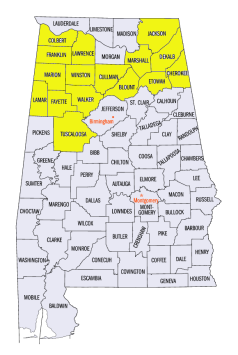 LAUDERDALE
LIMESTONE
MADISON
JACKSON
COLBERT
FRANKLIN
LAWRENCE
MORGAN
MARSHALL
DEKALB
MARION
WINSTON
CULLMAN
BLOUNT
ETOWAH
CHEROKEE
LAMAR
FAYETTE
WALKER
JEFFERSON
ST. CLAIR
CALHOUN
CLEBURNE
Birmingham
PICKENS
TUSCALOOSA
SHELBY
TALLADEGA
CLAY
RANDOLPH
BIBB
GREENE
HALE
PERRY
CHILTON
COOSA
TALLAPOOSA
CHAMBERS
SUMTER
AUTAUGA
ELMORE
LEE
MARENGO
DALLAS
Montgomery
MACON
RUSSELL
CHOCTAW
LOWNDES
MONT-
GOMERY
BULLOCK
WILCOX
CLARKE
MONROE
BUTLER
CRENSHAW
PIKE
BARBOUR
WASHINGTON
CONECUH
COVINGTON
COFFEE
DALE
HENRY
ESCAMBIA
GENEVA
HOUSTON
MOBILE
BALDWIN